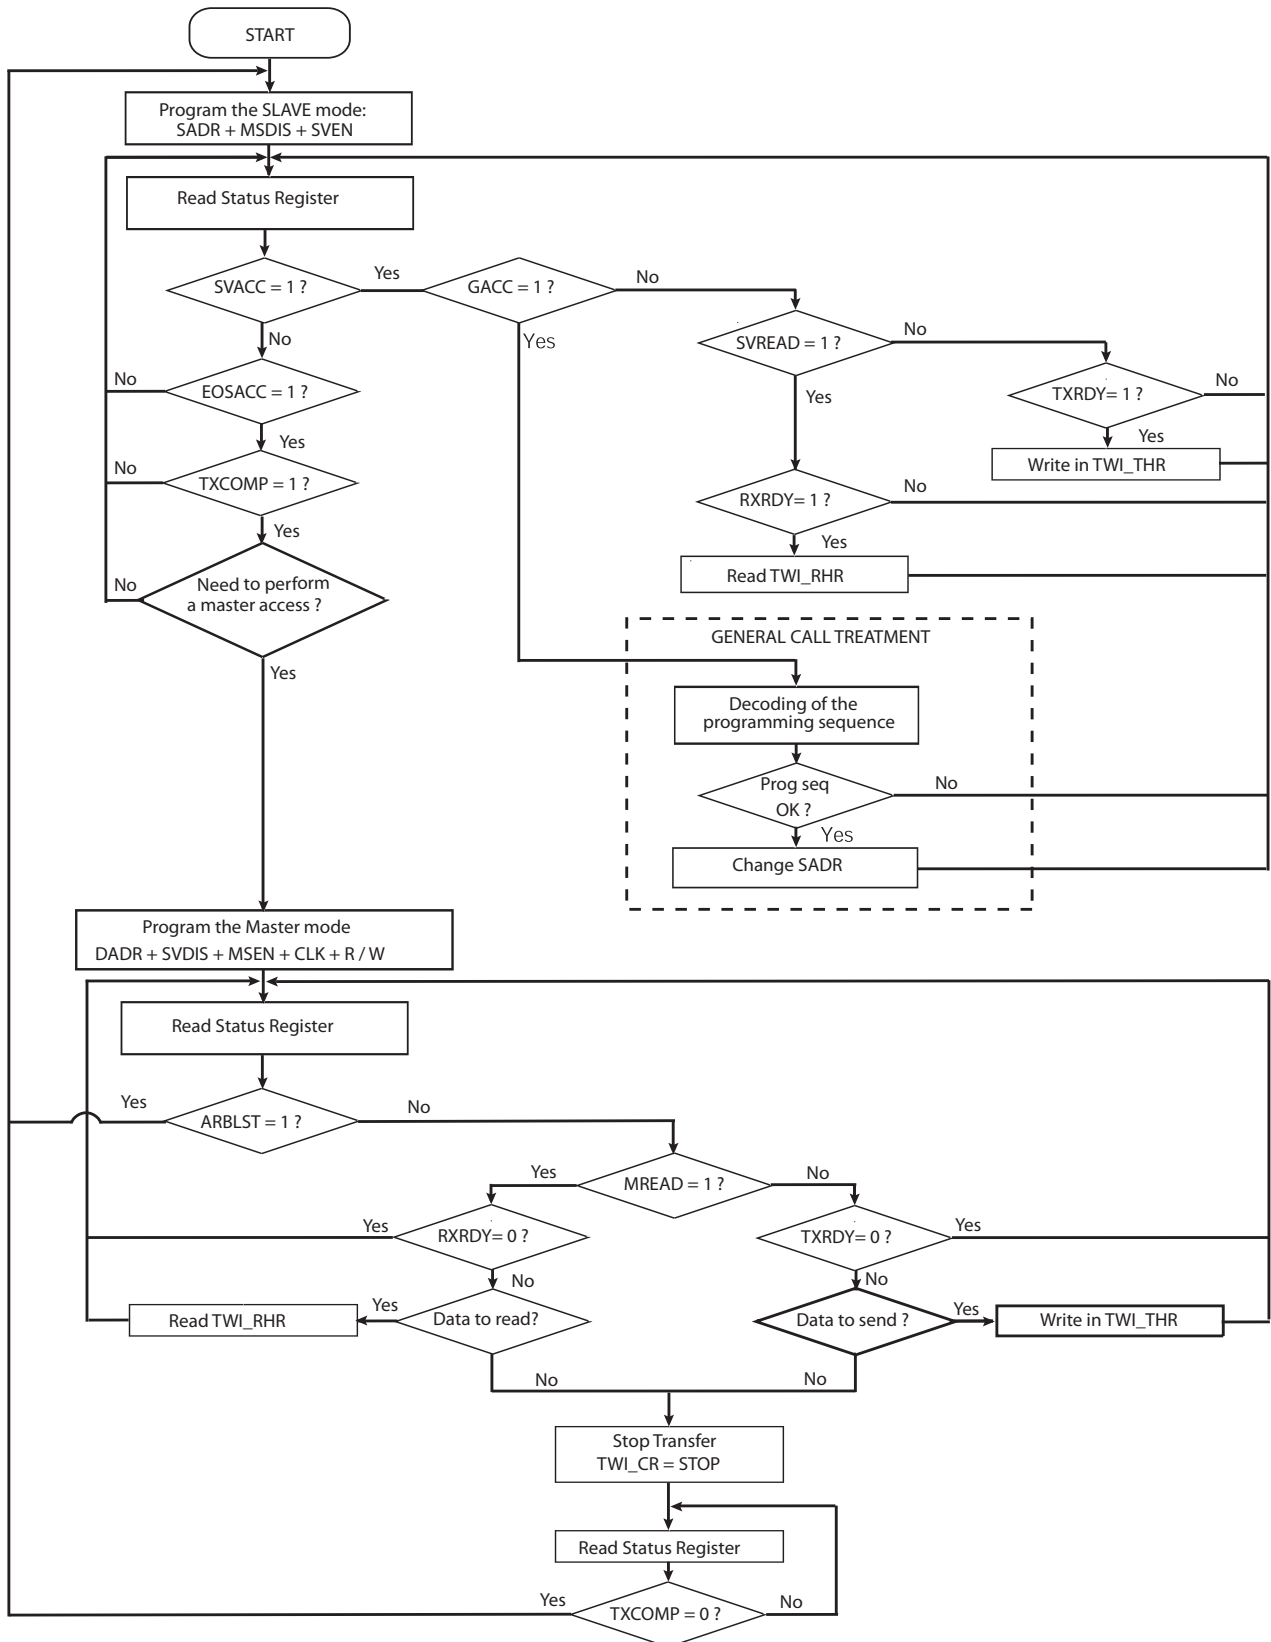 START
Program the SLAVE mode:
SADR + MSDIS + SVEN
Read Status Register
SVACC = 1 ?
Yes
GACC = 1 ?
No
No
Yes
SVREAD = 1 ?
No
EOSACC = 1 ?
No
Yes
Yes
TXRDY= 1 ?
No
Yes
Write in TWI_THR
TXCOMP = 1 ?
No
Yes
RXRDY= 1 ?
No
Yes
Read TWI_RHR
Need to perform
a master access ?
No
Yes
GENERAL CALL TREATMENT
Decoding of the
programming sequence
Prog seq
OK ?
No
Yes
Change SADR
Program the Master mode
DADR + SVDIS + MSEN + CLK + R / W
Read Status Register
Yes
ARBLST = 1 ?
No
Yes
MREAD = 1 ?
No
Yes
RXRDY= 0 ?
TXRDY= 0 ?
Yes
No
No
Read TWI_RHR
Yes
Data to read?
Data to send ?
Yes
Write in TWI_THR
No
No
Stop Transfer
TWI_CR = STOP
Read Status Register
Yes
TXCOMP = 0 ?
No